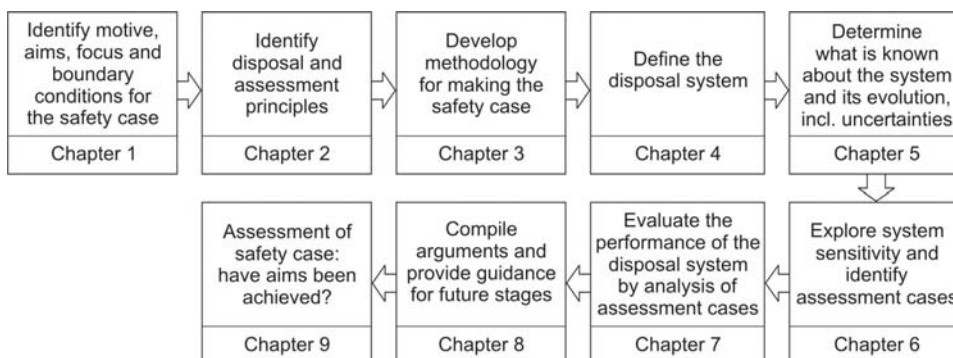 Identify motive,
aims, focus and
boundary
conditions for
the safety case
Chapter 1
Identify
disposal and
assessment
principles
Chapter 2
Develop
methodology
for making the
safety case
Chapter 3
Define the
disposal system
Chapter 4
Determine
what is known
about the system
and its evolution,
incl. uncertainties
Chapter 5
Explore system
sensitivity and
identify
assessment cases
Chapter 6
Evaluate the
performance of the
disposal system
by analysis of
assessment cases
Chapter 7
Compile
arguments and
provide guidance
for future stages
Chapter 8
Assessment of
safety case:
have aims been
achieved?
Chapter 9